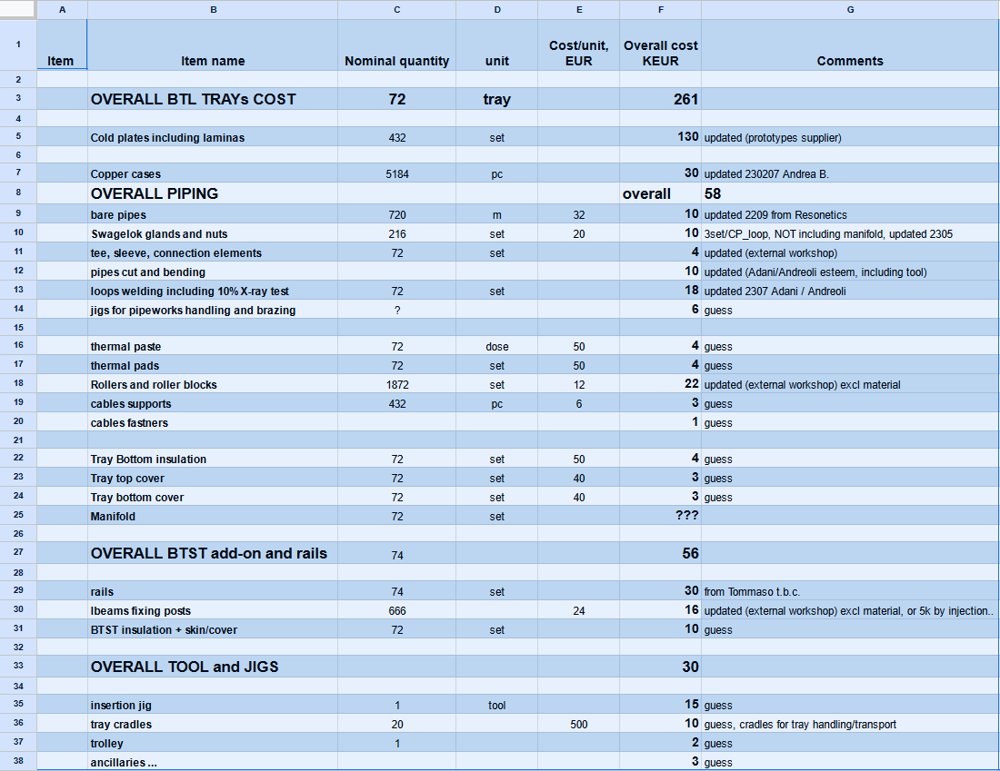 A B C D E F G
1 Item Item name Nominal quantity unit Cost/unit, EUR Overall cost KEUR Comments
2
3 OVERALL BTL TRAYs COST 72 tray 261
4
5 Cold plates including laminas 432 set 130 updated (prototypes supplier)
6
7 Copper cases 5184 pc 30 updated 230207 Andrea B.
8 OVERALL PIPING overall 58
9 bare pipes 720 m 32 10 updated 2209 from Resonetics
10 Swagelok glands and nuts 216 set 20 10 3set/CP_loop, NOT including manifold, updated 2305
11 tee, sleeve, connection elements 72 set 4 updated (external workshop)
12 pipes cut and bending 10 updated (Adani/Andreoli esteem, including tool)
13 loops welding including 10% X-ray test 72 set 18 updated 2307 Adani / Andreoli
14 jigs for pipeworks handling and brazing ? 6 guess
15
16 thermal paste 72 dose 50 4 guess
17 thermal pads 72 set 50 4 guess
18 Rollers and roller blocks 1872 set 12 22 updated (external workshop) excl material
19 cables supports 432 pc 6 3 guess
20 cables fastners 1 guess
21
22 Tray Bottom insulation 72 set 50 4 guess
23 Tray top cover 72 set 40 3 guess
24 Tray bottom cover 72 set 40 3 guess
25 Manifold 72 set ???
26
27 OVERALL BTST add-on and rails 74 56
28
29 rails 74 set 30 from Tommaso t.b.c.
30 Ibeams fixing posts 666 24 16 updated (external workshop) excl material, or 5k by injection..
31 BTST insulation + skin/cover 72 set 10 guess
32
33 OVERALL TOOL and JIGS 30
34
35 insertion jig 1 tool 15 guess
36 tray cradles 20 500 10 guess, cradles for tray handling/transport
37 trolley 1 2 guess
38 ancillaries ... 3 guess